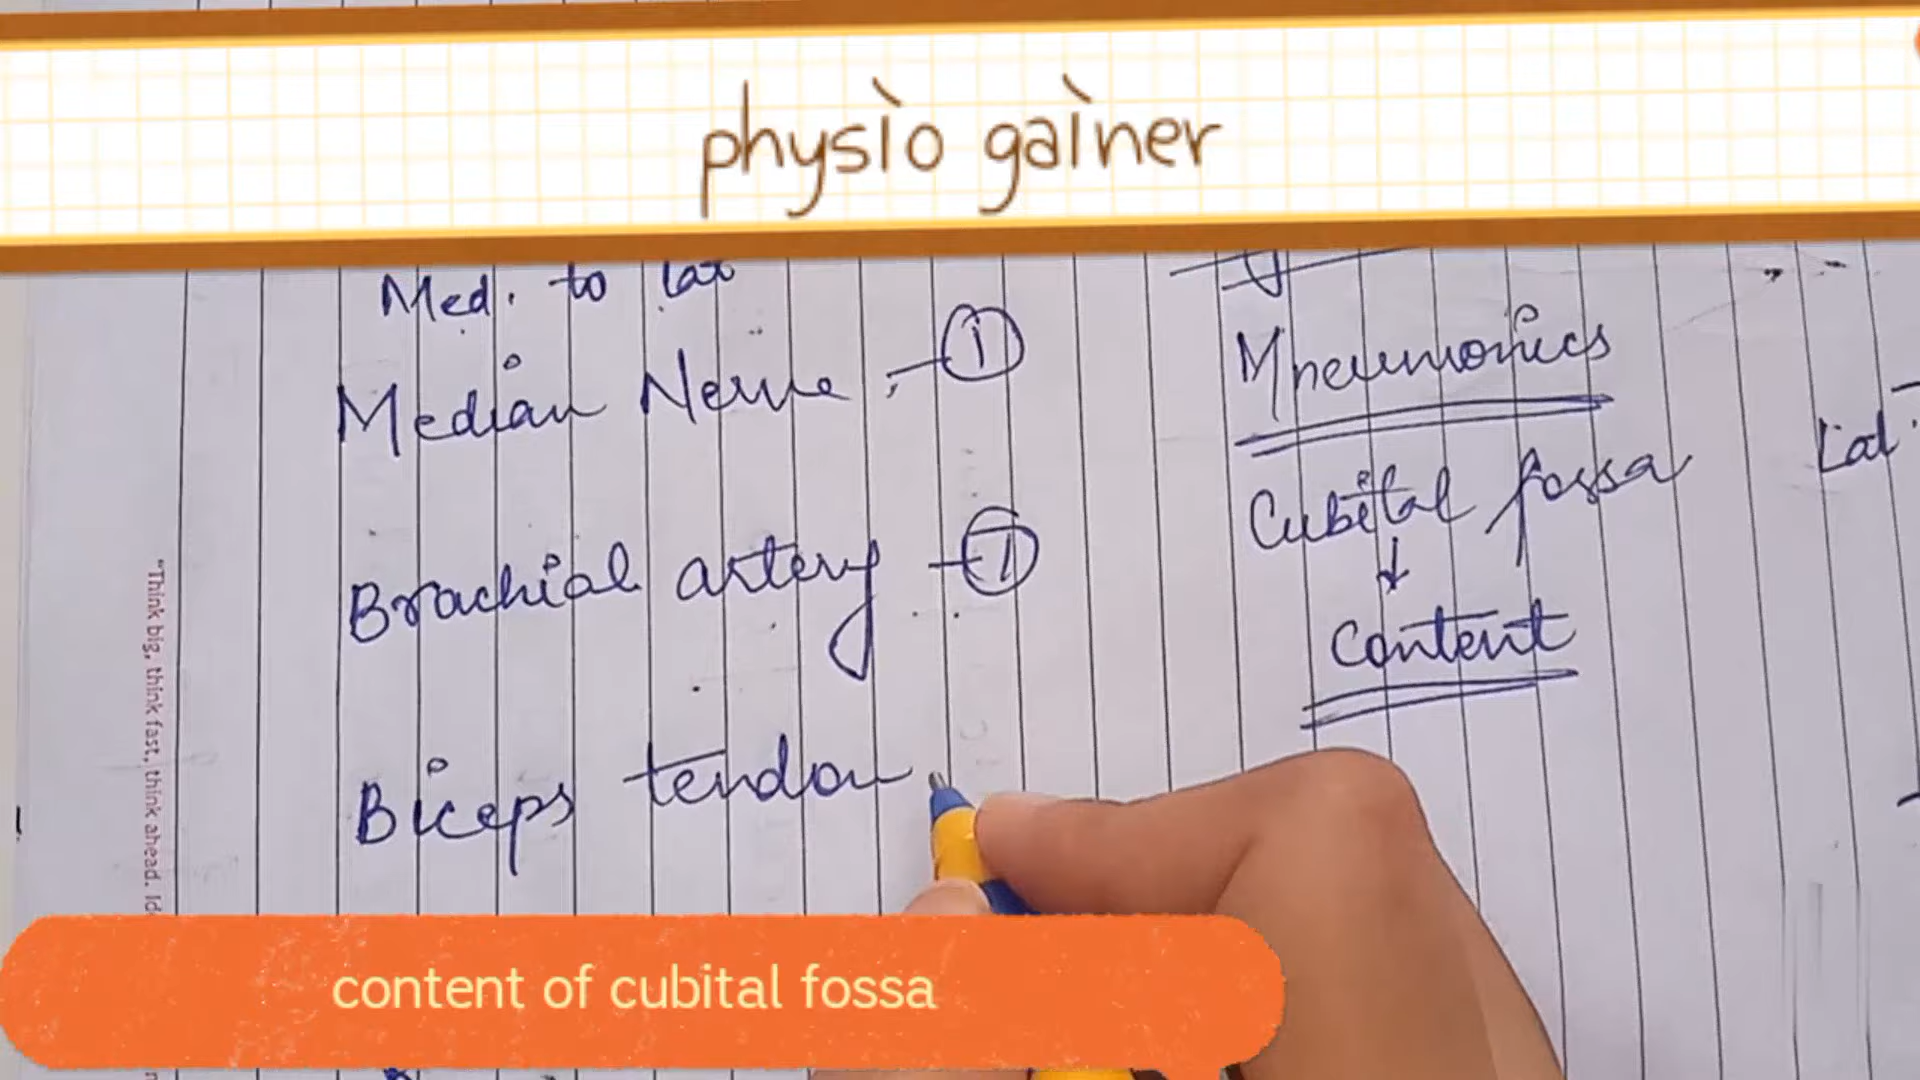 physio gainer
Med. to lat
Median Nerve - 1
Brachial artery - 1
Biceps tendon
Mnemonics
Cubital fossa
↓
Content
Lat.
"Think big, think fast, think ahead. Id
content of cubital fossa